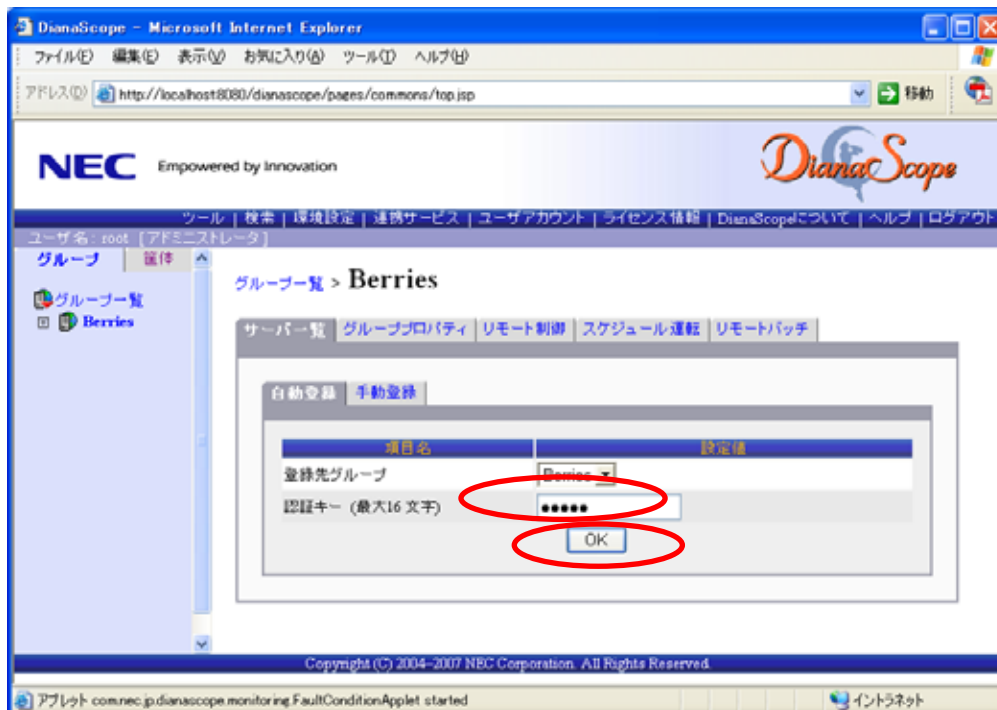 DianaScope - Microsoft Internet Explorer
ファイル(F) 編集(E) 表示(V) お気に入り(A) ツール(T) ヘルプ(H)
アドレス(D) http://localhost:8080/dianascope/pages/commons/top.jsp 移動
NEC Empowered by Innovation DianaScope
ツール | 検索 | 環境設定 | 連携サービス | ユーザアカウント | ライセンス情報 | DianaScopeについて | ヘルプ | ログアウト
ユーザ名 : root [アドミニストレータ]
グループ 筐体
グループ一覧
Berries
グループ一覧 > Berries
サーバ一覧 グループプロパティ リモート制御 スケジュール運転 リモートバッチ
自動登録 手動登録
項目名 設定値
登録先グループ Berries
認証キー (最大16 文字) ●●●●●
OK
Copyright (C) 2004-2007 NEC Corporation. All Rights Reserved.
アプレット com.nec.jp.dianascope.monitoring.FaultConditionApplet started イントラネット